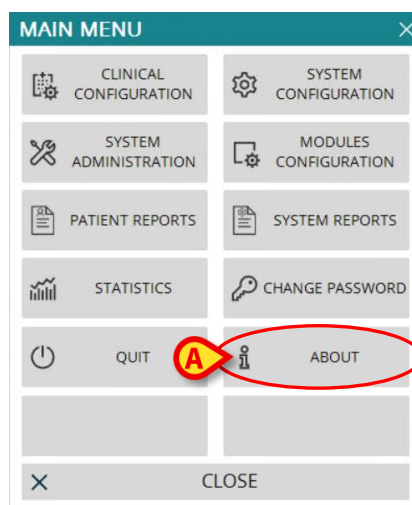 MAIN MENU
CLINICAL
CONFIGURATION
SYSTEM
CONFIGURATION
SYSTEM
ADMINISTRATION
MODULES
CONFIGURATION
PATIENT REPORTS
SYSTEM REPORTS
STATISTICS
CHANGE PASSWORD
QUIT
A
ABOUT
CLOSE